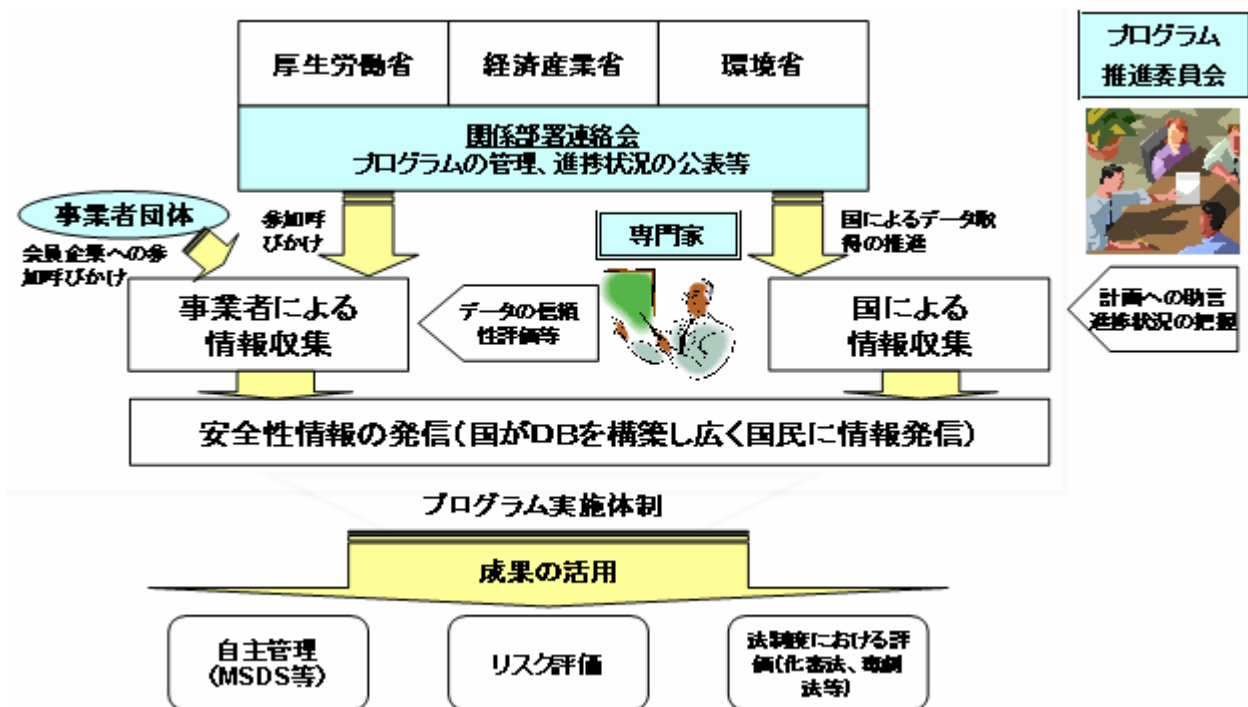 厚生労働省
経済産業省
環境省
プログラム
推進委員会
関係部署連絡会
プログラムの管理、進捗状況の公表等
事業者団体
会員企業への参
加呼びかけ
参加呼
びかけ
専門家
国によるデータ取
得の推進
事業者による
情報収集
データの信頼
性評価等
国による
情報収集
計画への助言
進捗状況の把握
安全性情報の発信(国がDBを構築し広く国民に情報発信)
プログラム実施体制
成果の活用
自主管理
(MSDS等)
リスク評価
法制度における評
価(化審法、毒劇
法等)